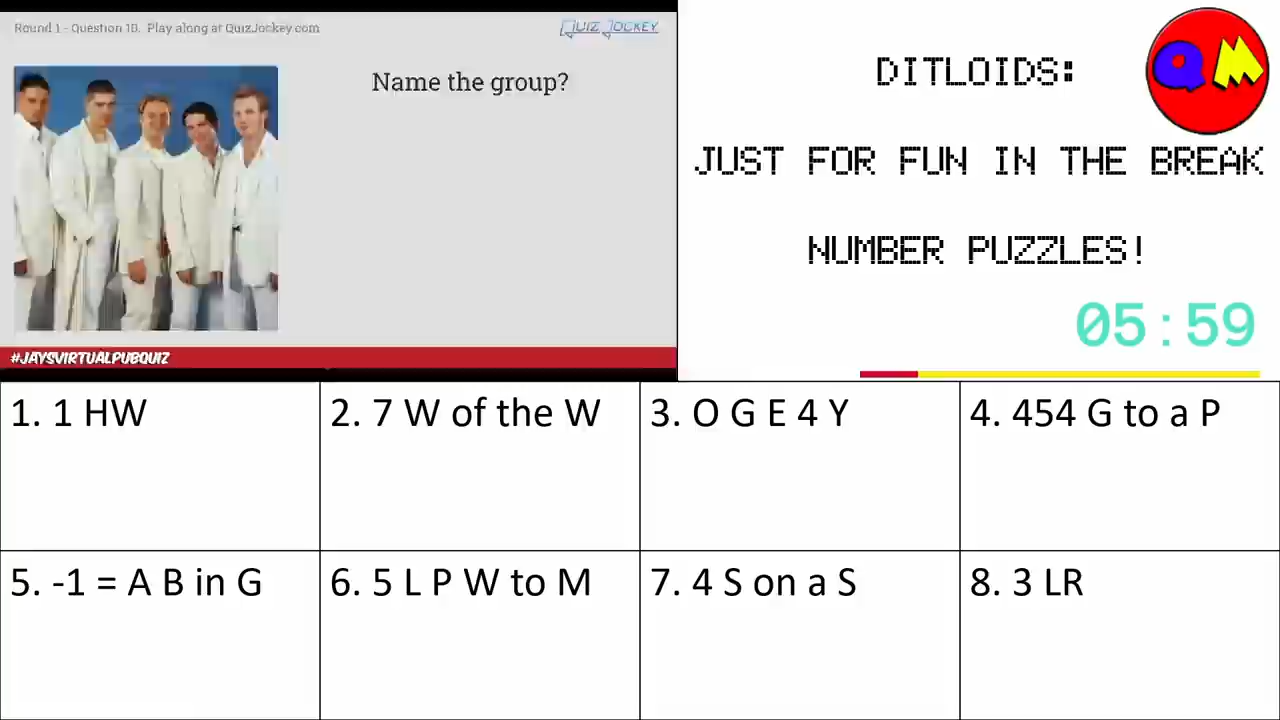 Round 1 - Question 10. Play along at QuizJockey.com
QUIZ JOCKEY
Name the group?
#JAYSVIRTUALPUBQUIZ
DITLOIDS:
QM
JUST FOR FUN IN THE BREAK
NUMBER PUZZLES!
05:59
1. 1 HW
2. 7 W of the W
3. O G E 4 Y
4. 454 G to a P
5. -1 = A B in G
6. 5 L P W to M
7. 4 S on a S
8. 3 LR